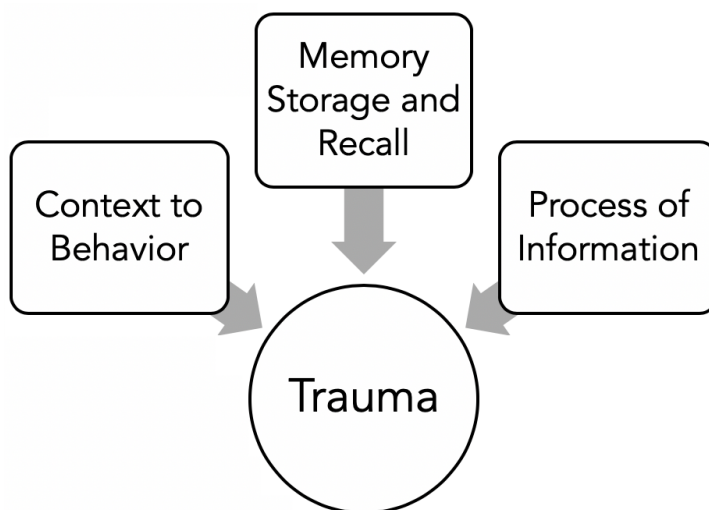 Memory
Storage and
Recall
Context to
Behavior
Process of
Information
Trauma